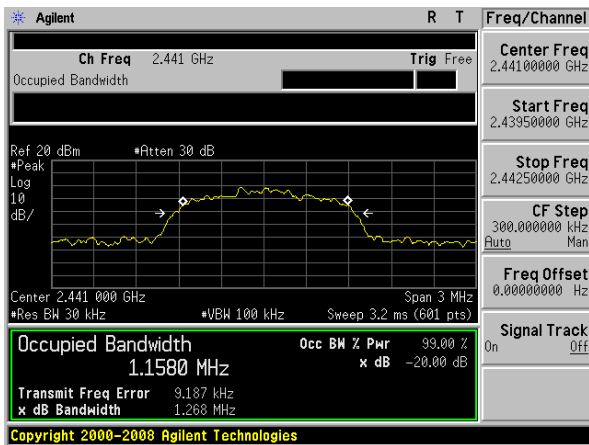 Agilent R T Freq/Channel
Ch Freq 2.441 GHz Trig Free
Occupied Bandwidth
Center Freq
2.44100000 GHz
Start Freq
2.43950000 GHz
Stop Freq
2.44250000 GHz
CF Step
300.000000 kHz
Auto Man
Freq Offset
0.00000000 Hz
Signal Track
On Off
Ref 20 dBm #Atten 30 dB
#Peak
Log
10
dB/
Center 2.441 000 GHz Span 3 MHz
#Res BW 30 kHz #VBW 100 kHz Sweep 3.2 ms (601 pts)
Occupied Bandwidth Occ BW % Pwr 99.00 %
1.1580 MHz x dB -20.00 dB
Transmit Freq Error 9.187 kHz
x dB Bandwidth 1.268 MHz
Copyright 2000-2008 Agilent Technologies